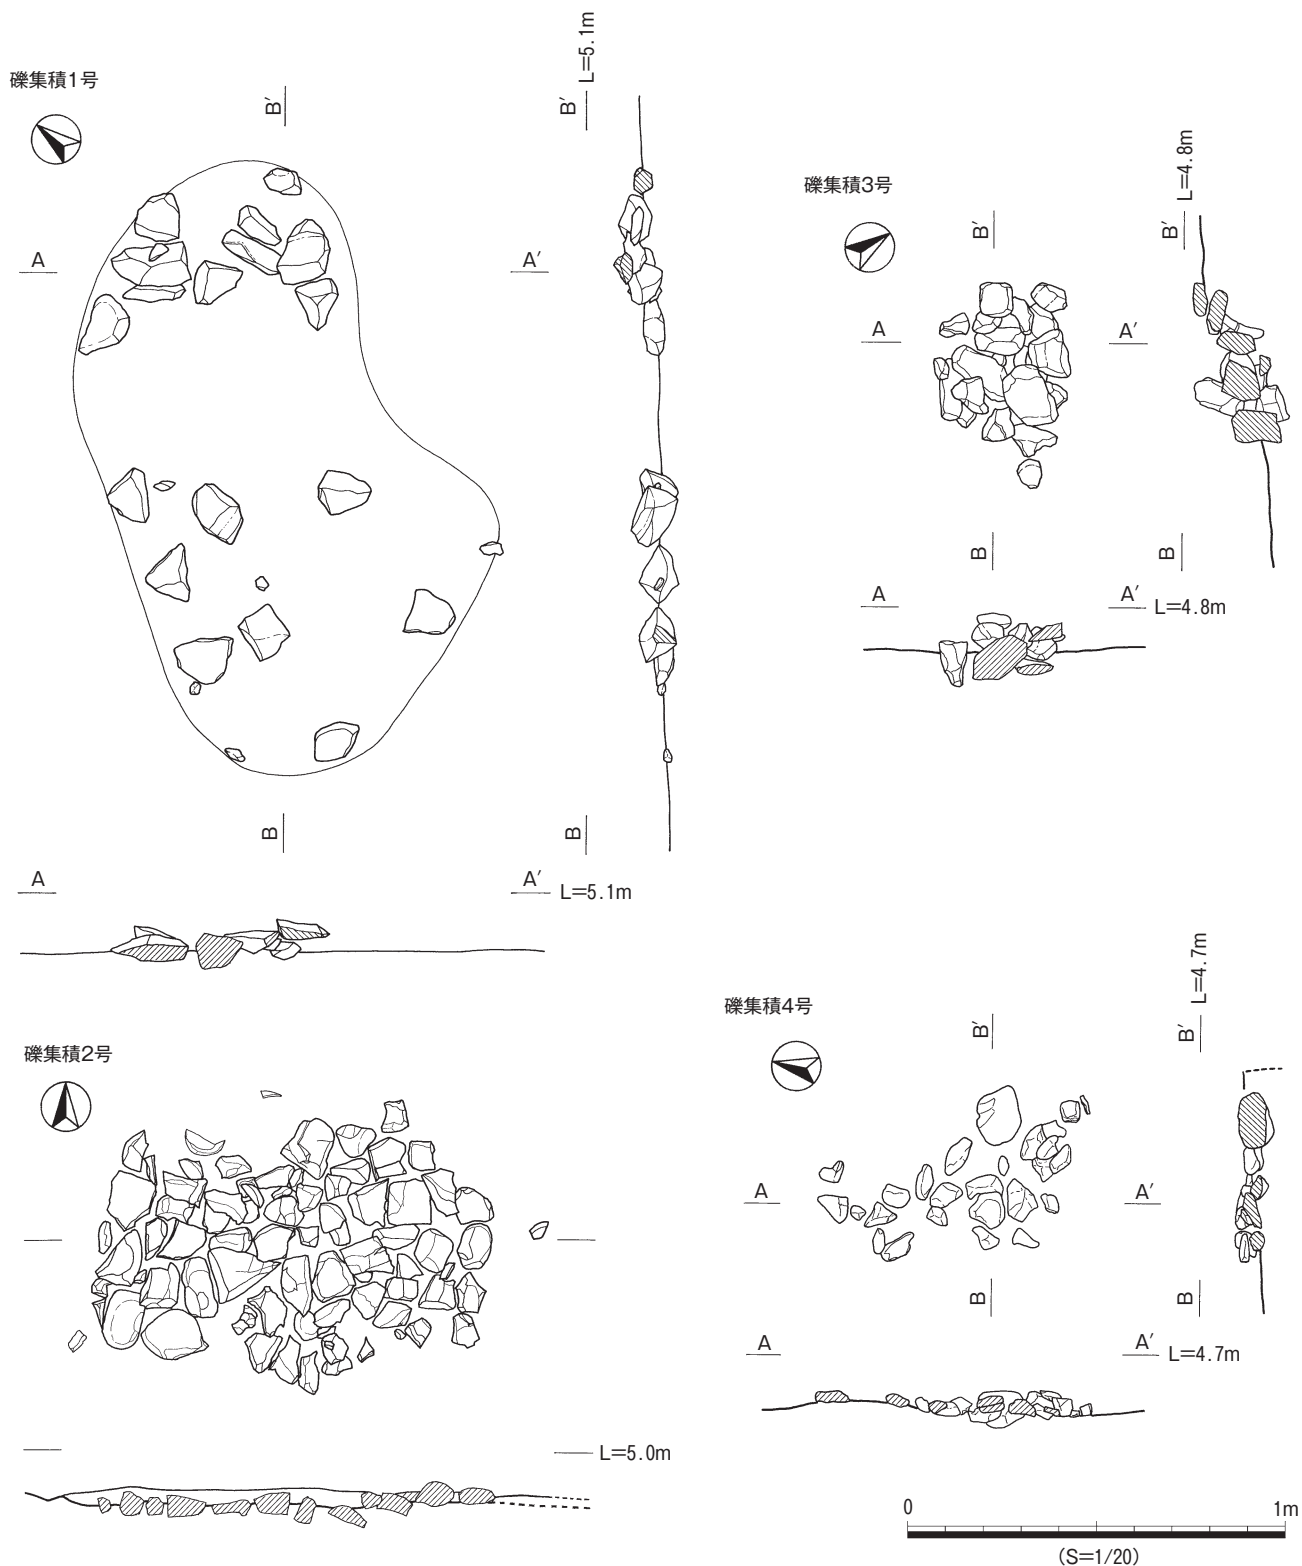 礫集積1号
B′
B′
L=5.1m
A
A′
B
B
A
A′
L=5.1m
礫集積2号
L=5.0m
礫集積3号
B′
B′
L=4.8m
A
A′
B
B
A
A′
L=4.8m
礫集積4号
B′
B′
L=4.7m
A
A′
B
B
A
A′
L=4.7m
0
1m
(S=1/20)